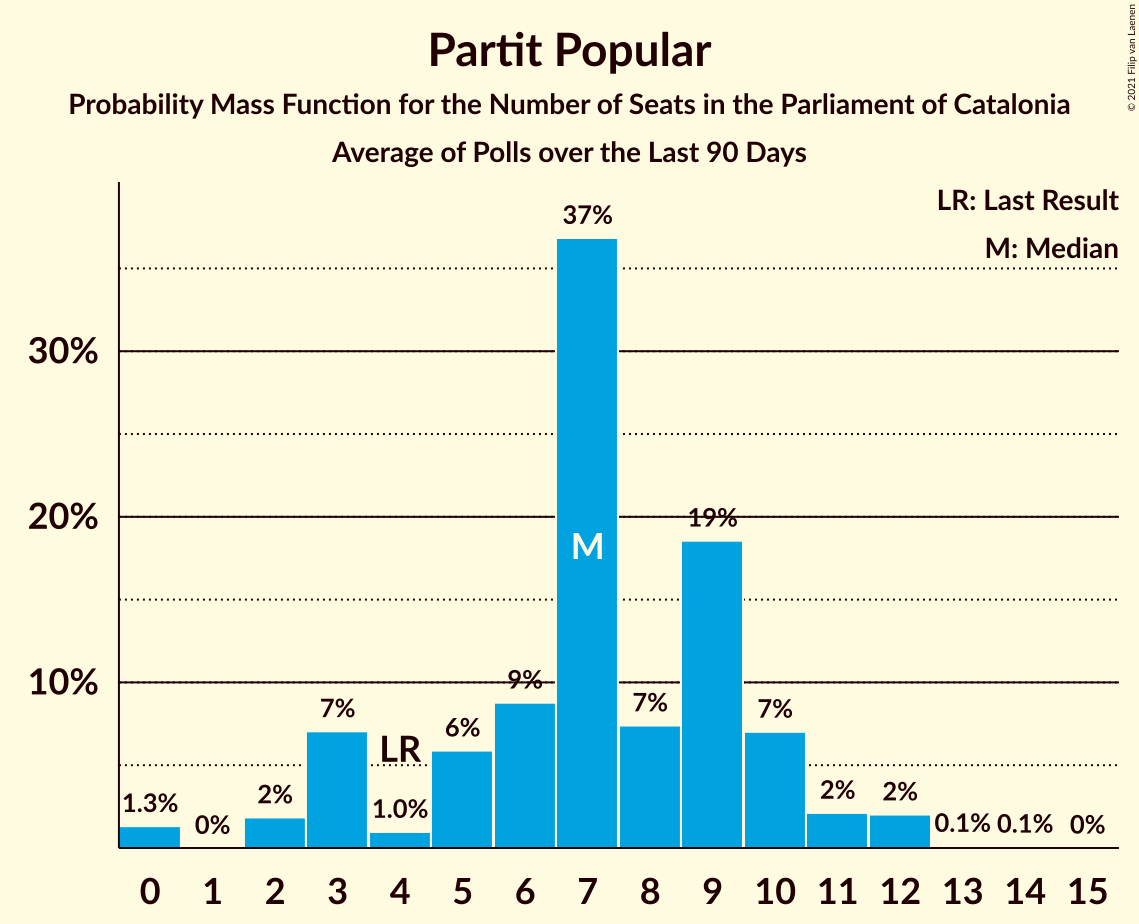 Partit Popular
Probability Mass Function for the Number of Seats in the Parliament of Catalonia
Average of Polls over the Last 90 Days
© 2021 Filip van Laenen
LR: Last Result
M: Median
30%
20%
10%
1.3%
0%
2%
7%
LR
1.0%
6%
9%
37%
M
7%
19%
7%
2%
2%
0.1%
0.1%
0%
0 1 2 3 4 5 6 7 8 9 10 11 12 13 14 15